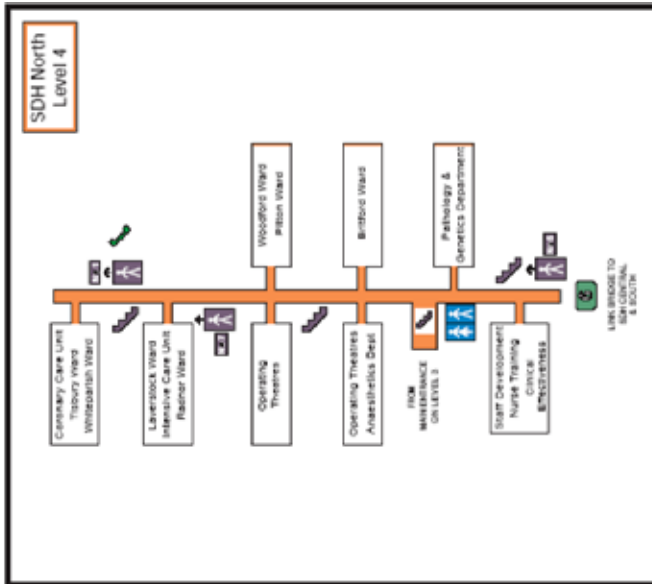 SDH North
Level 4
Coronary Care Unit
Tisbury Ward
Whiteparish Ward
Laverstock Ward
Intensive Care Unit
Radnor Ward
Operating
Theatres
Operating Theatres
Anaesthetics Dept
FROM
MAIN ENTRANCE
ON LEVEL 3
Staff Development
Nurse Training
Clinical
Effectiveness
Woodford Ward
Pitton Ward
Britford Ward
Pathology &
Genetics Department
LINK BRIDGE TO
SDH CENTRAL
& SOUTH